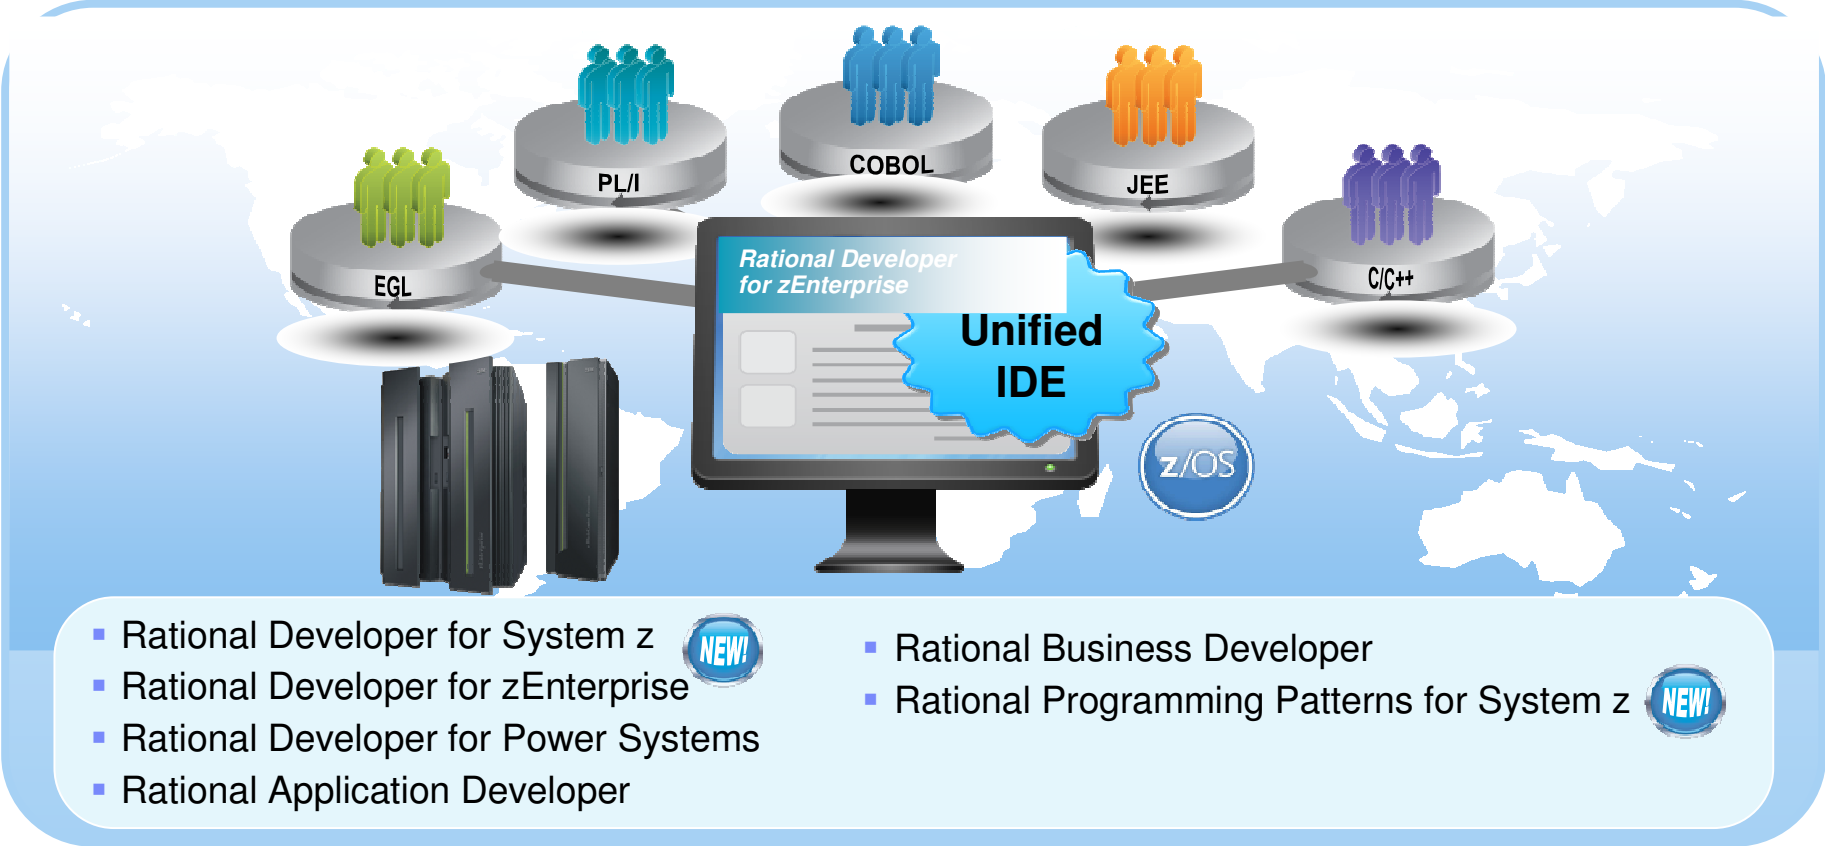 COBOL
PL/I
JEE
EGL
C/C++
Rational Developer
for zEnterprise
Unified
IDE
z/OS
Rational Developer for System z
NEW!
Rational Developer for zEnterprise
Rational Developer for Power Systems
Rational Application Developer
Rational Business Developer
Rational Programming Patterns for System z
NEW!